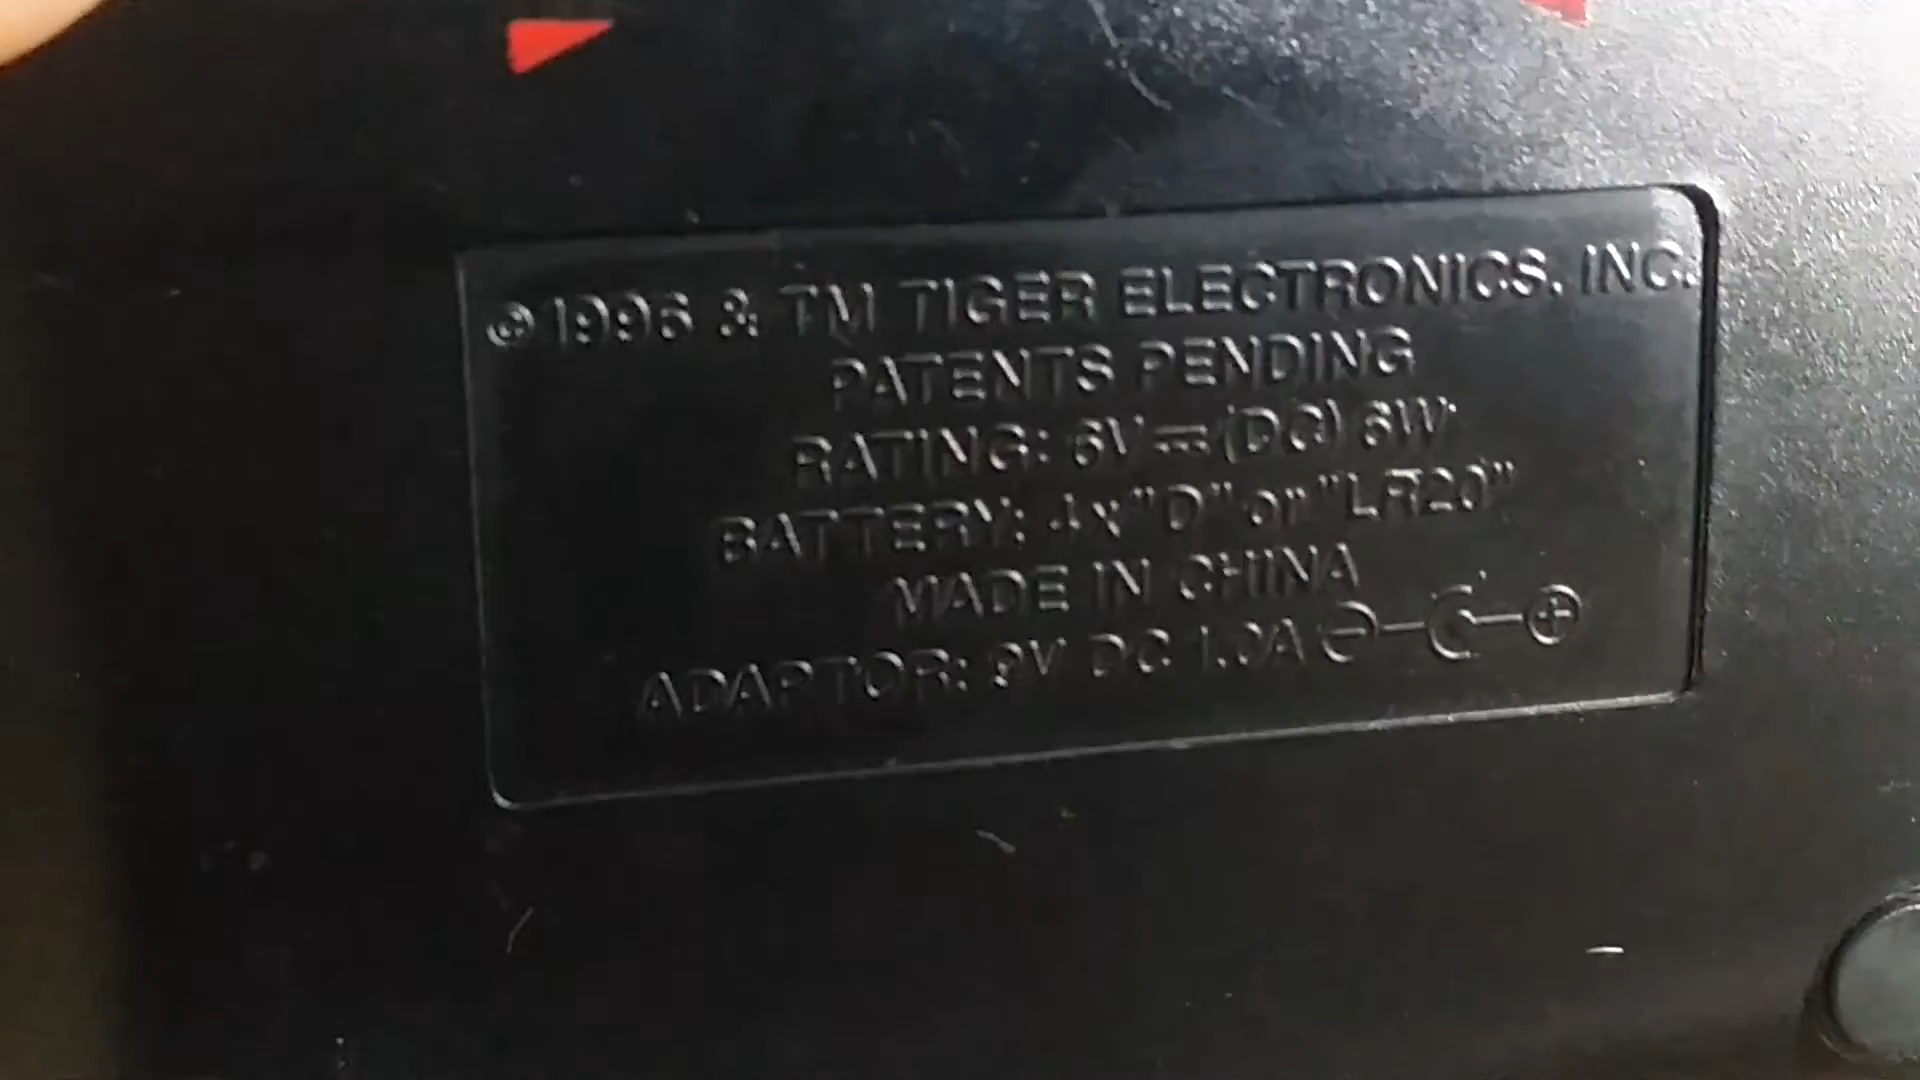 ©1996 & TM TIGER ELECTRONICS, INC.
PATENTS PENDING
RATING: 6V⎓(DC) 6W
BATTERY: 4x"D" or "LR20"
MADE IN CHINA
ADAPTOR: 9V DC 1.0A